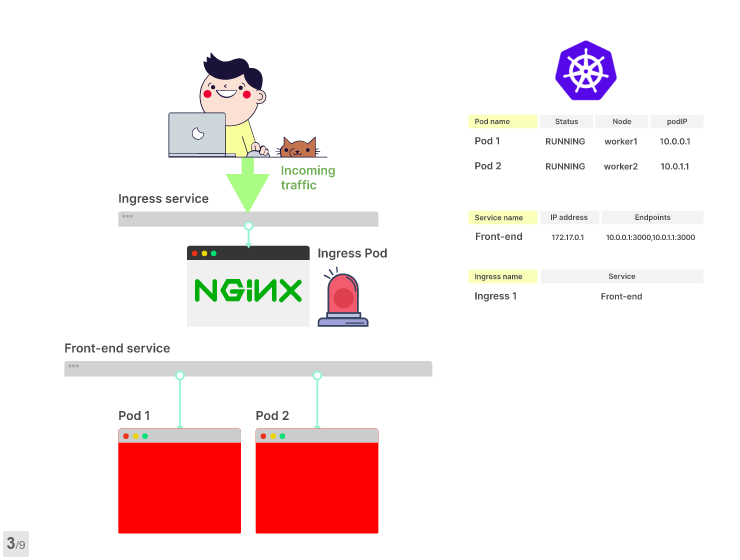 Incoming
traffic
Ingress service
***
Ingress Pod
NGINX
Front-end service
***
Pod 1
Pod 2
Pod name Status Node podIP
Pod 1 RUNNING worker1 10.0.0.1
Pod 2 RUNNING worker2 10.0.1.1
Service name IP address Endpoints
Front-end 172.17.0.1 10.0.0.1:3000,10.0.1.1:3000
Ingress name Service
Ingress 1 Front-end
3/9